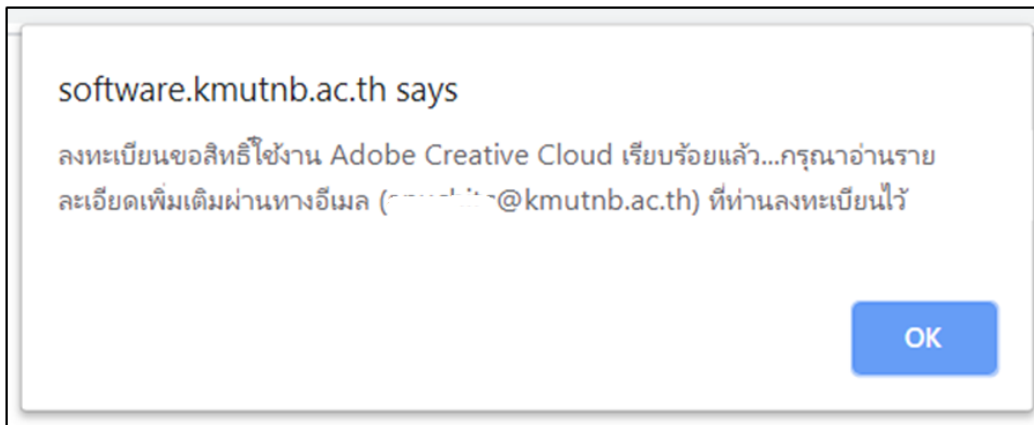 software.kmutnb.ac.th says
ลงทะเบียนขอสิทธิ์ใช้งาน Adobe Creative Cloud เรียบร้อยแล้ว...กรุณาอ่านราย
ละเอียดเพิ่มเติมผ่านทางอีเมล (@kmutnb.ac.th) ที่ท่านลงทะเบียนไว้
OK